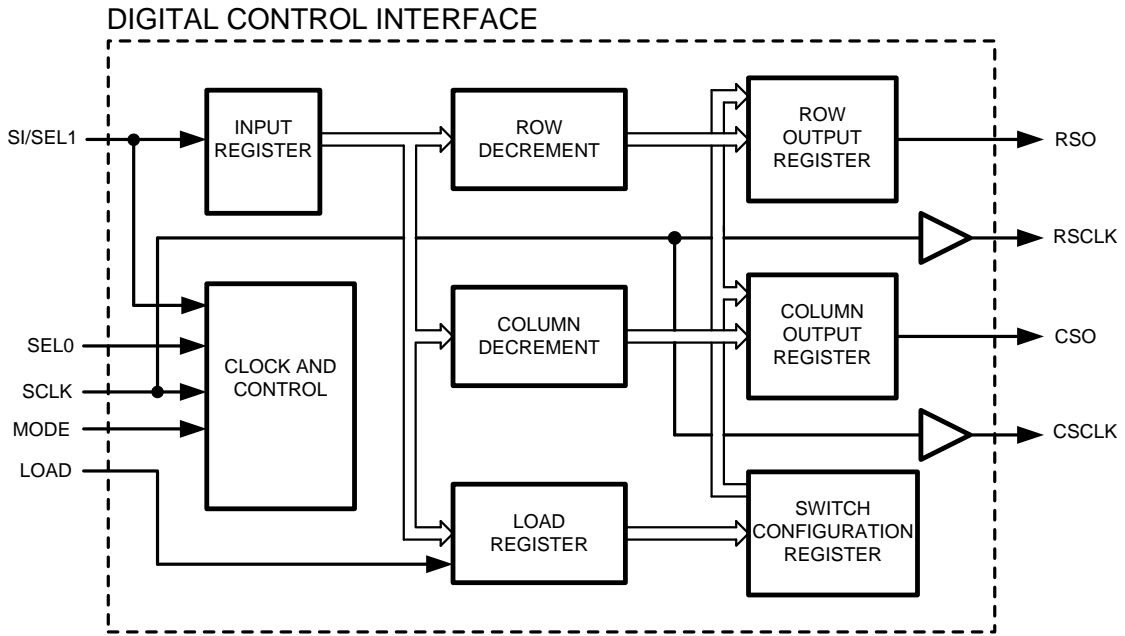 DIGITAL CONTROL INTERFACE
SI/SEL1
INPUT
REGISTER
ROW
DECREMENT
ROW
OUTPUT
REGISTER
RSO
RSCLK
SEL0
SCLK
MODE
LOAD
CLOCK AND
CONTROL
COLUMN
DECREMENT
COLUMN
OUTPUT
REGISTER
CSO
CSCLK
LOAD
REGISTER
SWITCH
CONFIGURATION
REGISTER